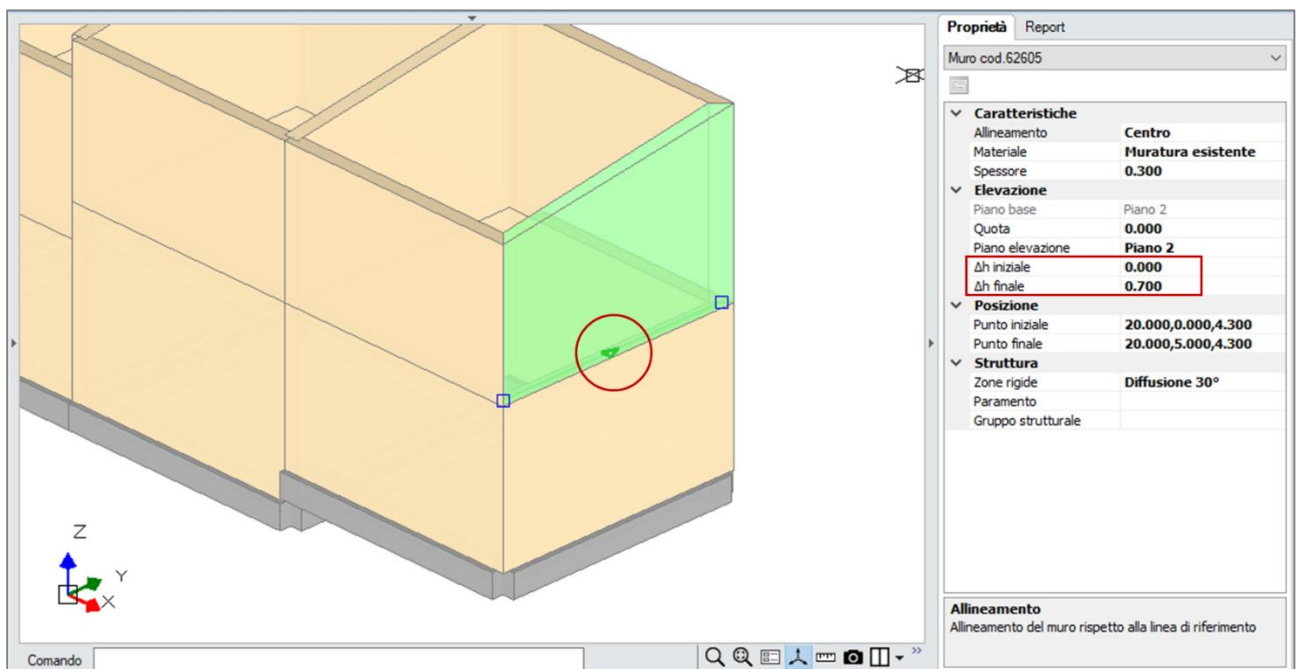 Proprietà Report
Muro cod.62605
Caratteristiche
Allineamento Centro
Materiale Muratura esistente
Spessore 0.300
Elevazione
Piano base Piano 2
Quota 0.000
Piano elevazione Piano 2
Δh iniziale 0.000
Δh finale 0.700
Posizione
Punto iniziale 20.000,0.000,4.300
Punto finale 20.000,5.000,4.300
Struttura
Zone rigide Diffusione 30°
Paramento
Gruppo strutturale
Z
Y
X
Allineamento
Allineamento del muro rispetto alla linea di riferimento
Comando